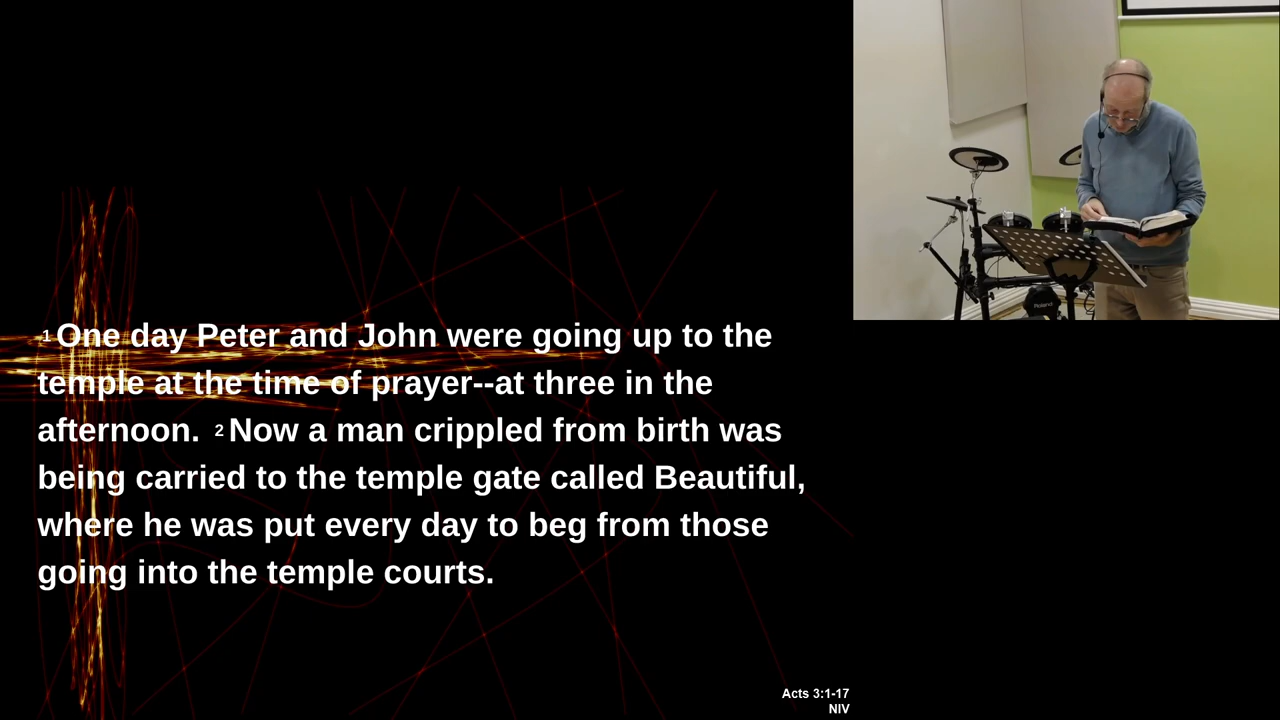 1 One day Peter and John were going up to the
temple at the time of prayer--at three in the
afternoon. 2 Now a man crippled from birth was
being carried to the temple gate called Beautiful,
where he was put every day to beg from those
going into the temple courts.
Acts 3:1-17
NIV
Roland